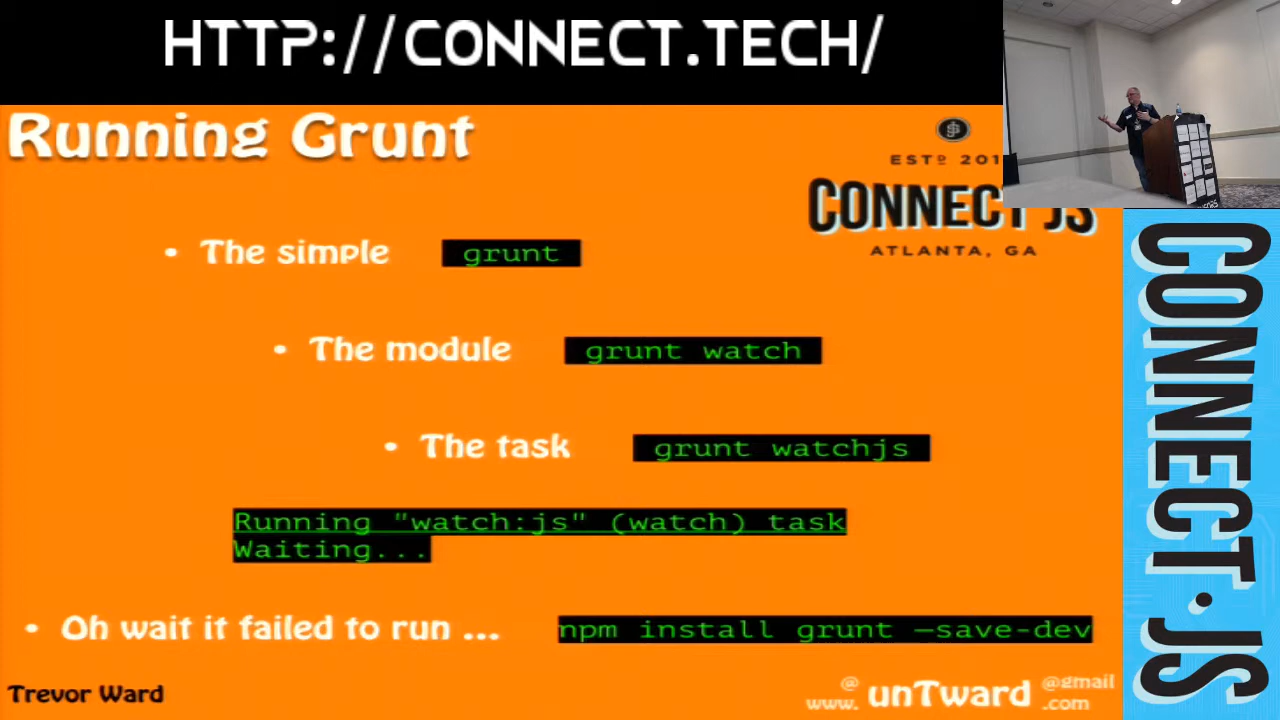 HTTP://CONNECT.TECH/
Running Grunt
ESTD 201
CONNECT JS
ATLANTA, GA
• The simple grunt
• The module grunt watch
• The task grunt watchjs
Running "watch:js" (watch) task
Waiting...
• Oh wait it failed to run ... npm install grunt –save-dev
Trevor Ward
@ www. unTward @gmail .com
CONNECT·JS